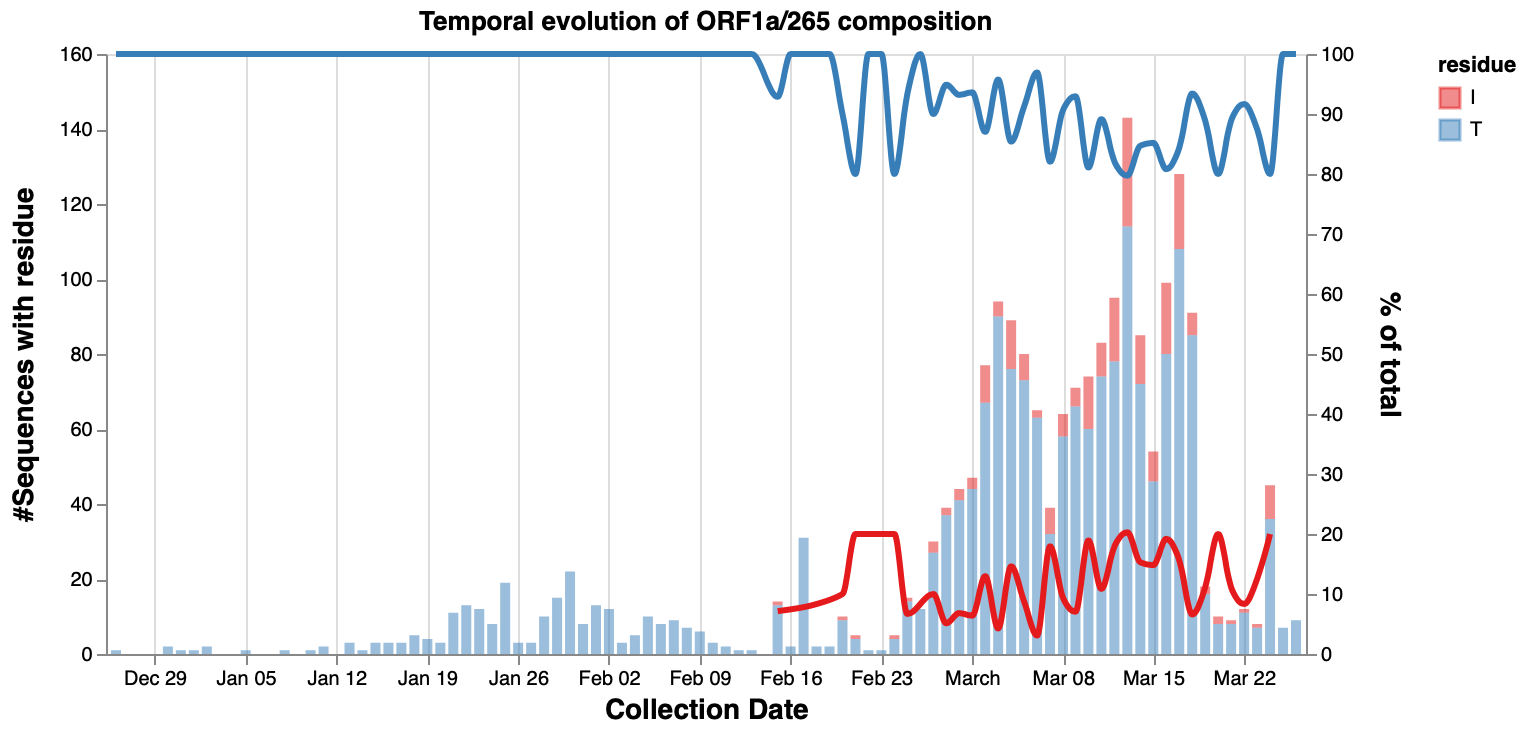 Temporal evolution of ORF1a/265 composition
160
140
120
100
80
60
40
20
0
#Sequences with residue
100
90
80
70
60
50
40
30
20
10
0
% of total
residue
I
T
Dec 29 Jan 05 Jan 12 Jan 19 Jan 26 Feb 02 Feb 09 Feb 16 Feb 23 March Mar 08 Mar 15 Mar 22
Collection Date